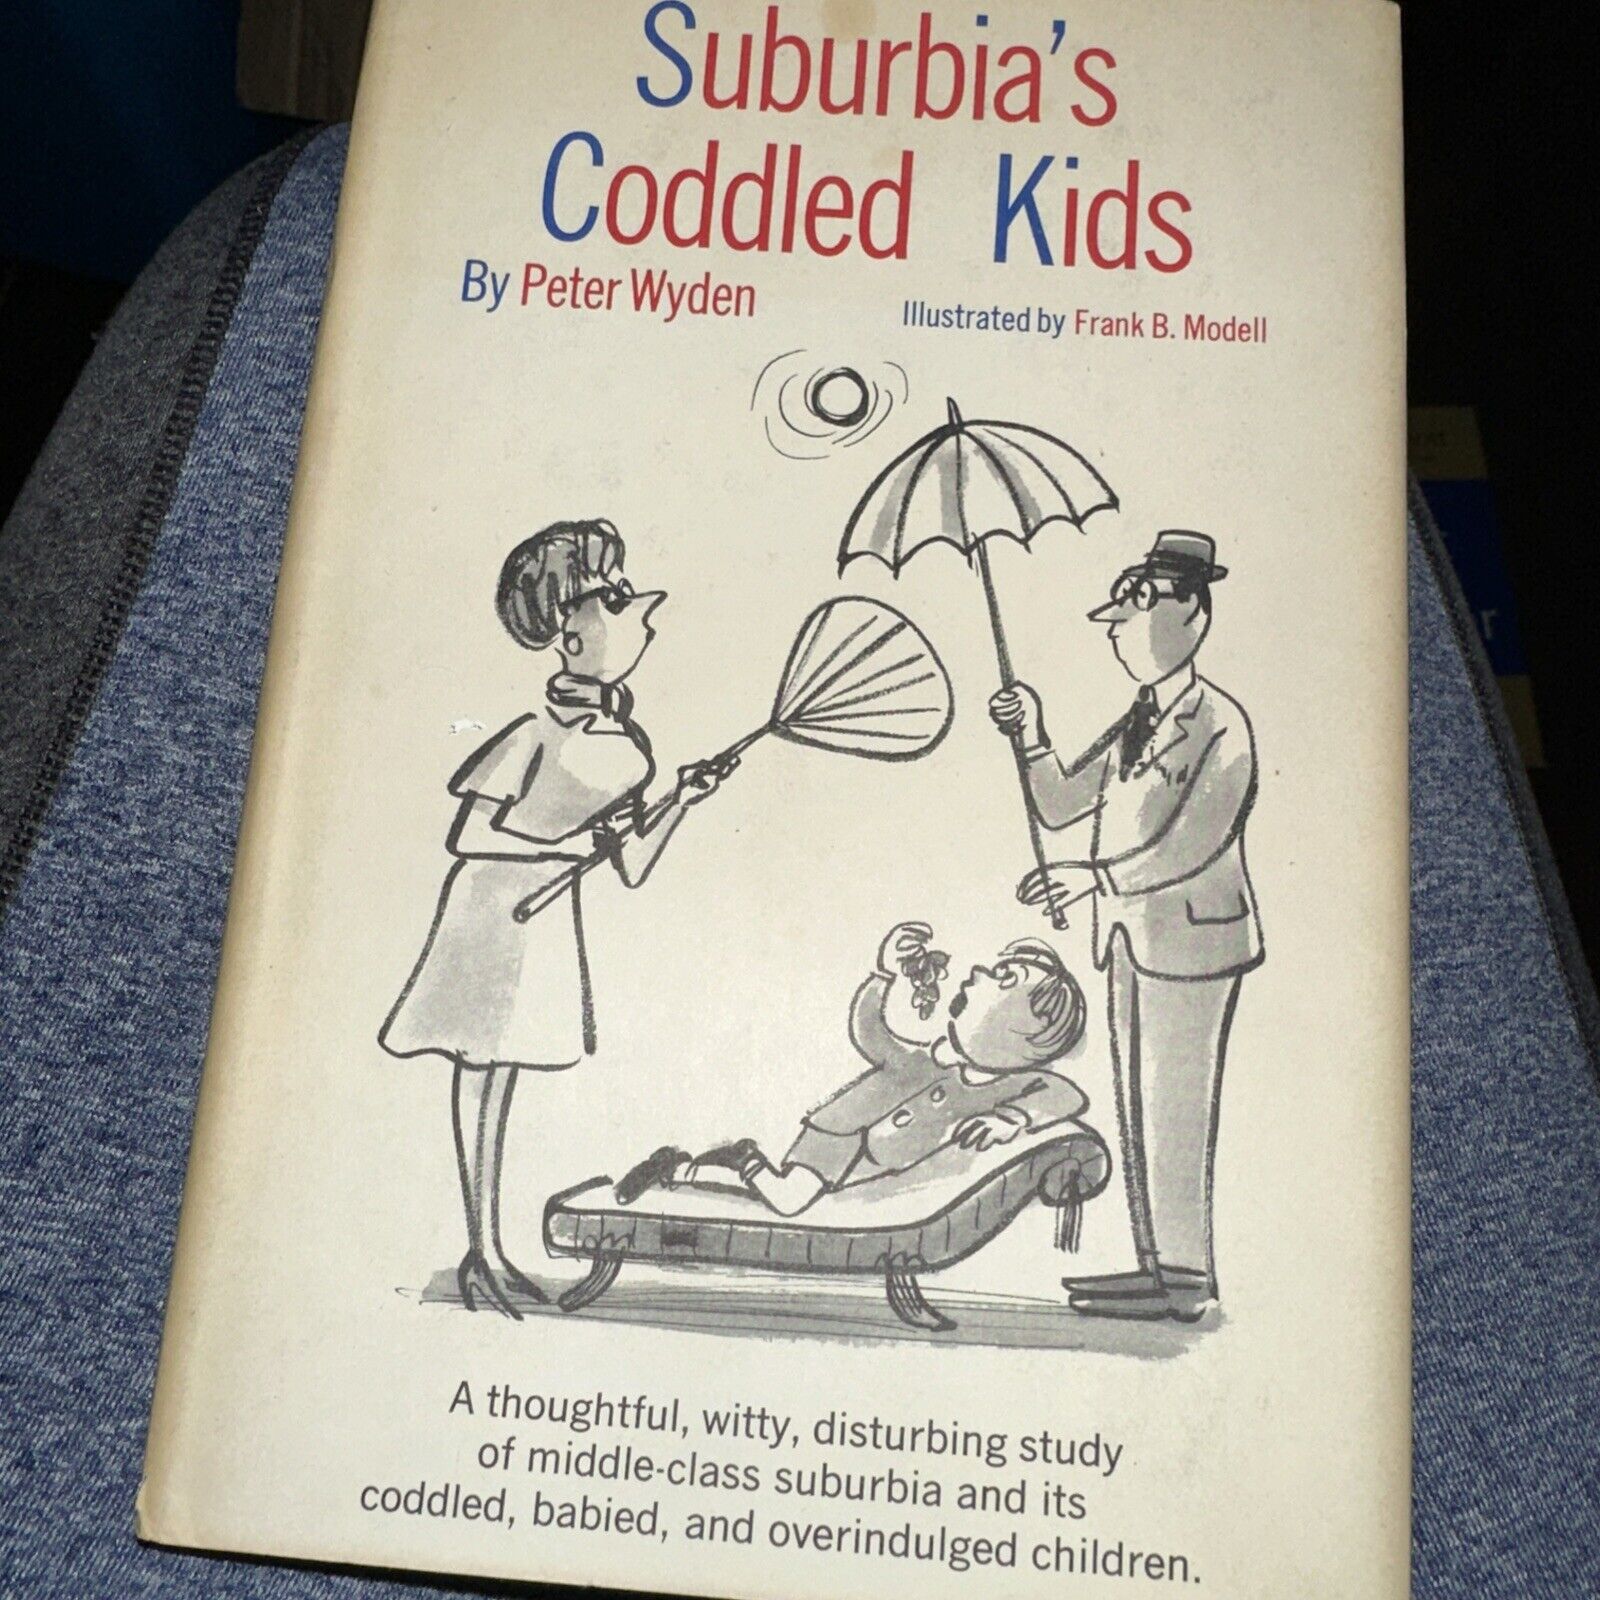 Suburbia's
Coddled Kids
By Peter Wyden
Illustrated by Frank B. Modell
A thoughtful, witty, disturbing study
of middle-class suburbia and its
coddled, babied, and overindulged children.